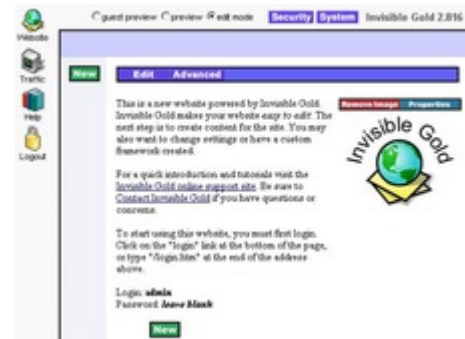 guest preview preview edit mode Security System Invisible Gold 2.816
Website
Traffic
Help
Logout
New
Edit Advanced
This is a new website powered by Invisible Gold.
Invisible Gold makes your website easy to edit. The
next step is to create content for the site. You may
also want to change settings or have a custom
framework created.
Remove Image Properties
Invisible Gold
For a quick introduction and tutorials visit the
Invisible Gold online support site. Be sure to
Contact Invisible Gold if you have questions or
concerns.
To start using this website, you must first login.
Click on the "login" link at the bottom of the page,
or type "/login.htm" at the end of the address
above.
Login: admin
Password: leave blank
New